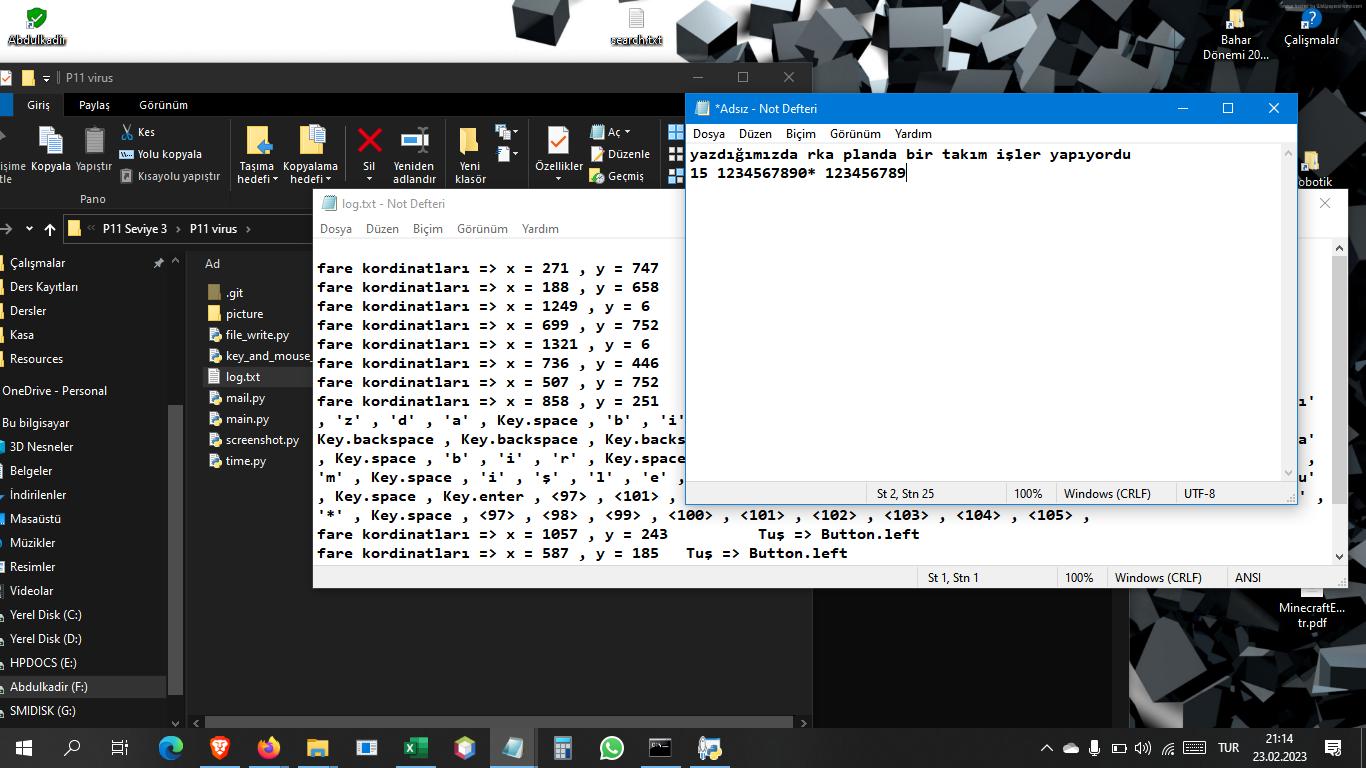 Abdulkadir
search.txt
Bahar
Dönemi 20...
Çalışmalar
P11 virus
Giriş Paylaş Görünüm
Kopyala
Yapıştır
Kes
Yolu kopyala
Kısayolu yapıştır
Pano
Taşıma
hedefi
Kopyalama
hedefi
Sil
Yeniden
adlandır
Yeni
klasör
Özellikler
Aç
Düzenle
Geçmiş
P11 Seviye 3 > P11 virus >
Çalışmalar
Ders Kayıtları
Dersler
Kasa
Resources
OneDrive - Personal
Bu bilgisayar
3D Nesneler
Belgeler
İndirilenler
Masaüstü
Müzikler
Resimler
Videolar
Yerel Disk (C:)
Yerel Disk (D:)
HPDOCS (E:)
Abdulkadir (F:)
SMIDISK (G:)
Ad
.git
picture
file_write.py
key_and_mouse_
log.txt
mail.py
main.py
screenshot.py
time.py
log.txt - Not Defteri
Dosya Düzen Biçim Görünüm Yardım
fare kordinatları => x = 271 , y = 747
fare kordinatları => x = 188 , y = 658
fare kordinatları => x = 1249 , y = 6
fare kordinatları => x = 699 , y = 752
fare kordinatları => x = 1321 , y = 6
fare kordinatları => x = 736 , y = 446
fare kordinatları => x = 507 , y = 752
fare kordinatları => x = 858 , y = 251
, 'z' , 'd' , 'a' , Key.space , 'b' , 'i'
Key.backspace , Key.backspace , Key.backs
, Key.space , 'b' , 'i' , 'r' , Key.space
'm' , Key.space , 'i' , 'ş' , 'l' , 'e' ,
, Key.space , Key.enter , <97> , <101> ,
'*' , Key.space , <97> , <98> , <99> , <100> , <101> , <102> , <103> , <104> , <105> ,
fare kordinatları => x = 1057 , y = 243 Tuş => Button.left
fare kordinatları => x = 587 , y = 185 Tuş => Button.left
St 1, Stn 1 100% Windows (CRLF) ANSI
*Adsız - Not Defteri
Dosya Düzen Biçim Görünüm Yardım
yazdığımızda rka planda bir takım işler yapıyordu
15 1234567890* 123456789
St 2, Stn 25 100% Windows (CRLF) UTF-8
MinecraftE...
tr.pdf
TUR
21:14
23.02.2023